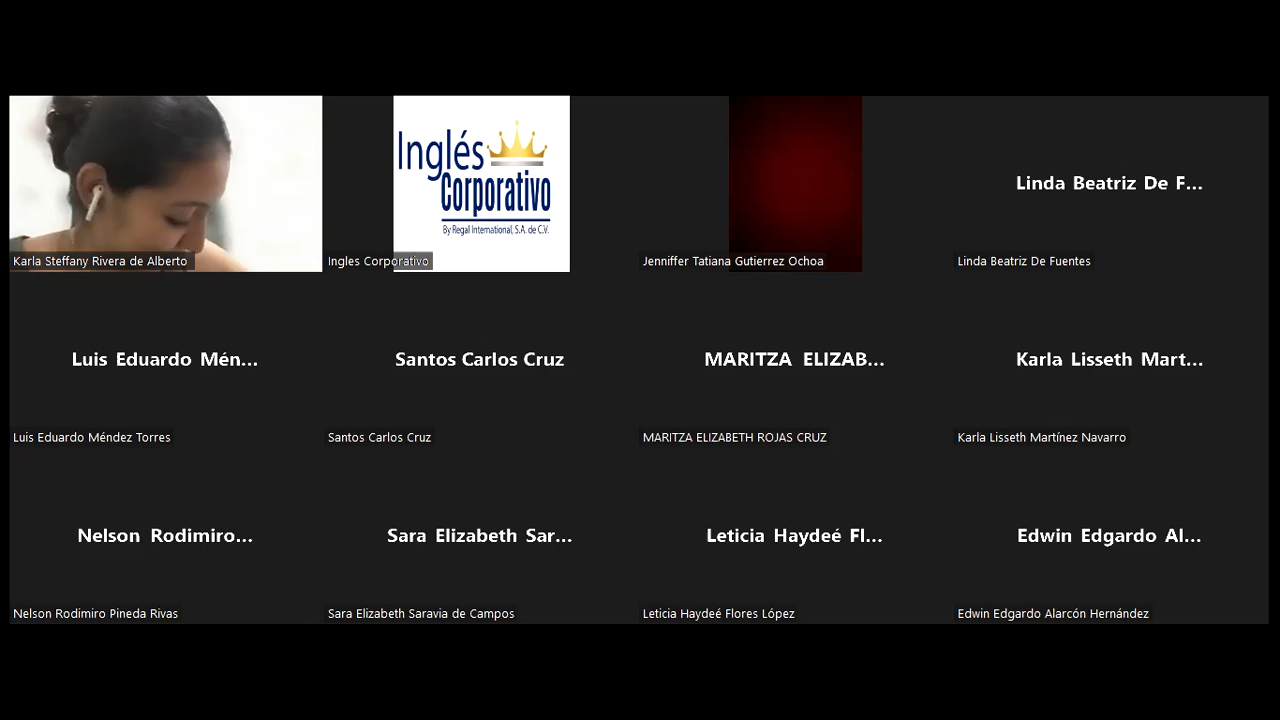 Karla Steffany Rivera de Alberto
Inglés
Corporativo
By Regal International, S.A. de C.V.
Ingles Corporativo
Jenniffer Tatiana Gutierrez Ochoa
Linda Beatriz De F...
Linda Beatriz De Fuentes
Luis Eduardo Mén...
Luis Eduardo Méndez Torres
Santos Carlos Cruz
Santos Carlos Cruz
MARITZA ELIZAB...
MARITZA ELIZABETH ROJAS CRUZ
Karla Lisseth Mart...
Karla Lisseth Martínez Navarro
Nelson Rodimiro...
Nelson Rodimiro Pineda Rivas
Sara Elizabeth Sar...
Sara Elizabeth Saravia de Campos
Leticia Haydeé Fl...
Leticia Haydeé Flores López
Edwin Edgardo Al...
Edwin Edgardo Alarcón Hernández